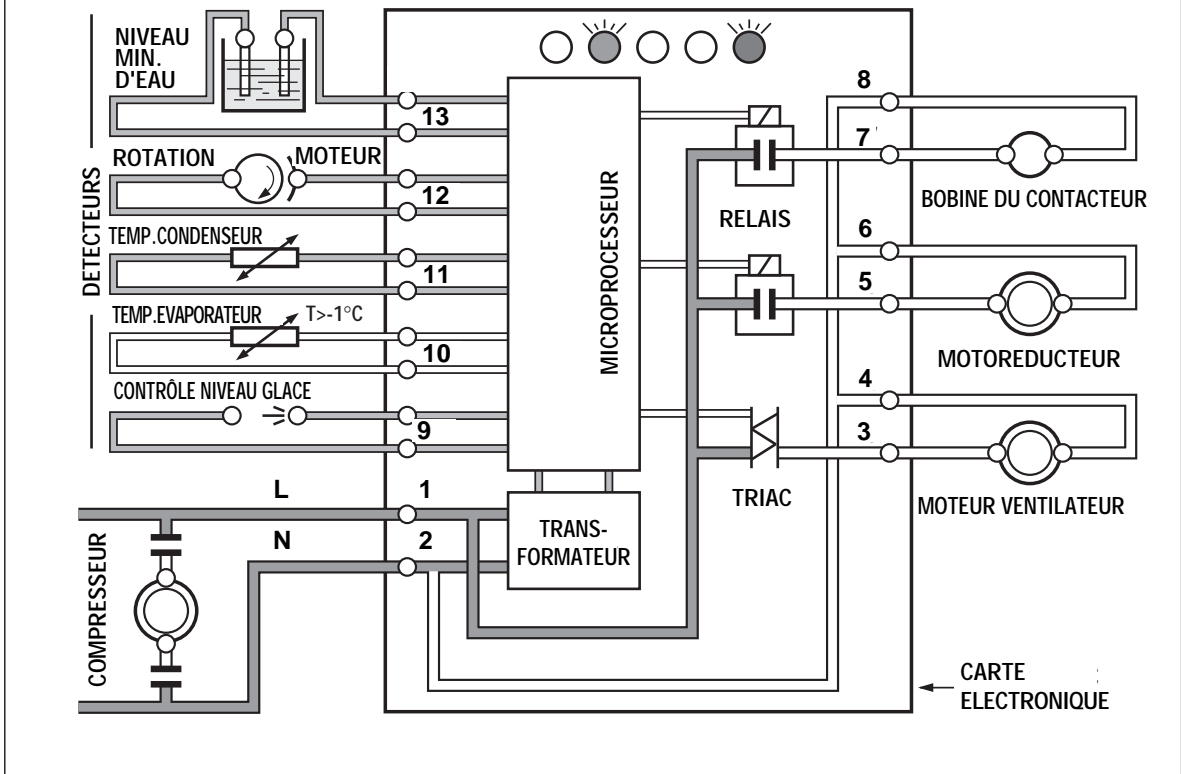 NIVEAU
MIN.
D'EAU
13
ROTATION
MOTEUR
12
TEMP.CONDENSEUR
11
TEMP.EVAPORATEUR
T>-1°C
10
CONTRÔLE NIVEAU GLACE
9
DETECTEURS
L
1
N
2
COMPRESSEUR
MICROPROCESSEUR
TRANS-
FORMATEUR
RELAIS
TRIAC
8
7
BOBINE DU CONTACTEUR
6
5
MOTOREDUCTEUR
4
3
MOTEUR VENTILATEUR
CARTE
ELECTRONIQUE